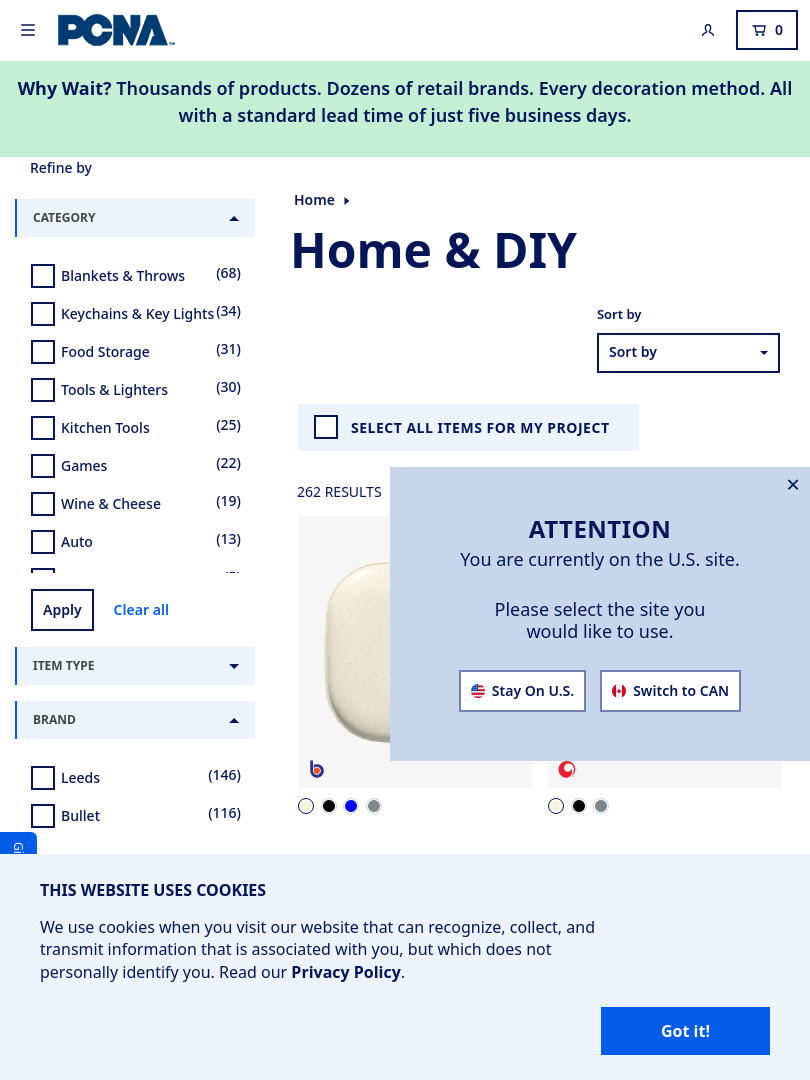 PCNA
0
Why Wait? Thousands of products. Dozens of retail brands. Every decoration method. All
with a standard lead time of just five business days.
Refine by
CATEGORY
Blankets & Throws (68)
Keychains & Key Lights (34)
Food Storage (31)
Tools & Lighters (30)
Kitchen Tools (25)
Games (22)
Wine & Cheese (19)
Auto (13)
Apply Clear all
ITEM TYPE
BRAND
Leeds (146)
Bullet (116)
Home
Home & DIY
Sort by
Sort by
SELECT ALL ITEMS FOR MY PROJECT
262 RESULTS
ATTENTION
You are currently on the U.S. site.
Please select the site you
would like to use.
Stay On U.S. Switch to CAN
THIS WEBSITE USES COOKIES
We use cookies when you visit our website that can recognize, collect, and
transmit information that is associated with you, but which does not
personally identify you. Read our Privacy Policy.
Got it!